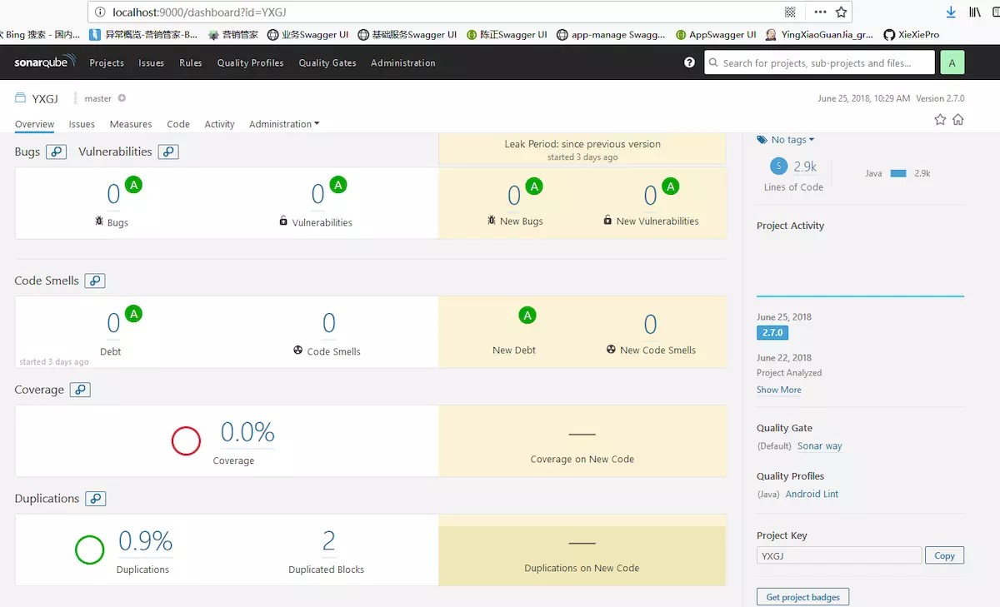 localhost:9000/dashboard?id=YXGJ
Bing 搜索 - 国内... 异常概览-营销管家-B... 营销管家 业务Swagger UI 基础服务Swagger UI 陈正Swagger UI app-manage Swagg... AppSwagger UI YingXiaoGuanJia_gr... XieXiePro
sonarqube Projects Issues Rules Quality Profiles Quality Gates Administration ? Search for projects, sub-projects and files... A
YXGJ master June 25, 2018, 10:29 AM Version 2.7.0
Overview Issues Measures Code Activity Administration
Bugs Vulnerabilities
Leak Period: since previous version
started 3 days ago
0 A
Bugs
0 A
Vulnerabilities
0 A
New Bugs
0 A
New Vulnerabilities
Code Smells
0 A
Debt
started 3 days ago
0
Code Smells
A
New Debt
0
New Code Smells
Coverage
0.0%
Coverage
—
Coverage on New Code
Duplications
0.9%
Duplications
2
Duplicated Blocks
—
Duplications on New Code
No tags
S 2.9k
Lines of Code
Java 2.9k
Project Activity
June 25, 2018
2.7.0
June 22, 2018
Project Analyzed
Show More
Quality Gate
(Default) Sonar way
Quality Profiles
(Java) Android Lint
Project Key
YXGJ Copy
Get project badges